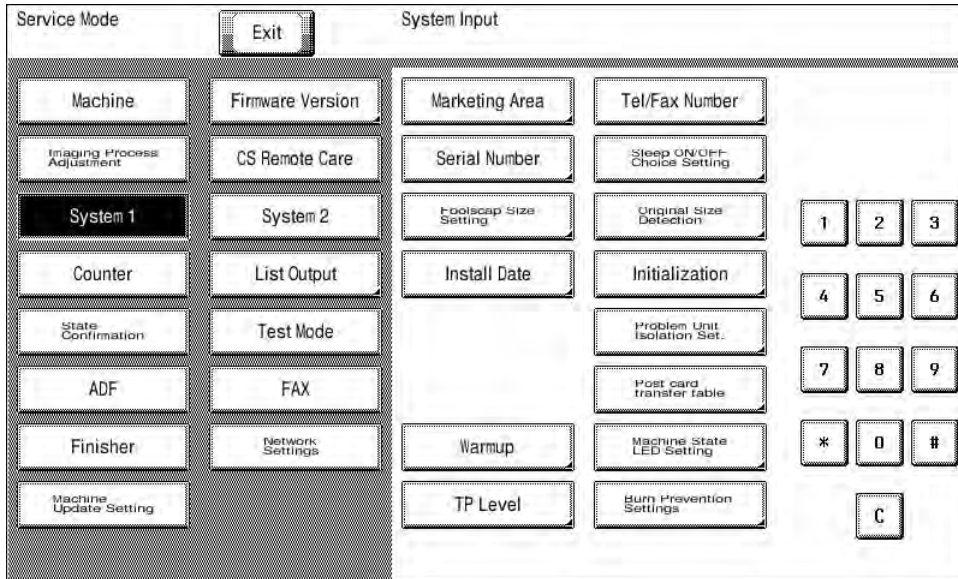 Service Mode
Exit
System Input
Machine
Firmware Version
Marketing Area
Tel/Fax Number
Imaging Process
Adjustment
CS Remote Care
Serial Number
Sleep ON/OFF
Choice Setting
System 1
System 2
Foolscap Size
Setting
Original Size
Detection
1
2
3
Counter
List Output
Install Date
Initialization
4
5
6
State
Confirmation
Test Mode
Problem Unit
Isolation Set.
7
8
9
ADF
FAX
Post card
transfer table
Finisher
Network
Settings
Warmup
Machine State
LED Setting
*
0
#
Machine
Update Setting
TP Level
Burn Prevention
Settings
C